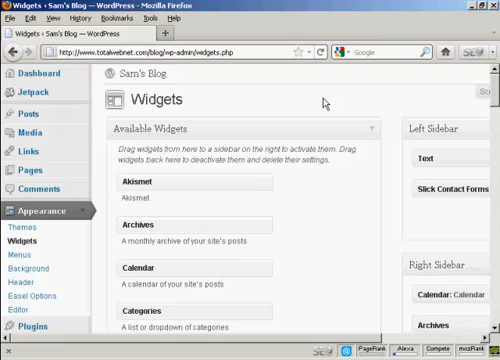 Widgets ‹ Sam's Blog — WordPress - Mozilla Firefox
File Edit View History Bookmarks Tools Help
Widgets ‹ Sam's Blog — WordPress
http://www.totalwebnet.com/blog/wp-admin/widgets.php
Google
SEO
Dashboard
Jetpack
Posts
Media
Links
Pages
Comments
Appearance
Themes
Widgets
Menus
Background
Header
Easel Options
Editor
Plugins
Sam's Blog
Widgets
Available Widgets
Drag widgets from here to a sidebar on the right to activate them. Drag
widgets back here to deactivate them and delete their settings.
Akismet
Akismet
Archives
A monthly archive of your site's posts
Calendar
A calendar of your site's posts
Categories
A list or dropdown of categories
Left Sidebar
Text
Slick Contact Forms
Right Sidebar
Calendar: Calendar
Archives
SEO
PageRank
Alexa
Compete
mozRank